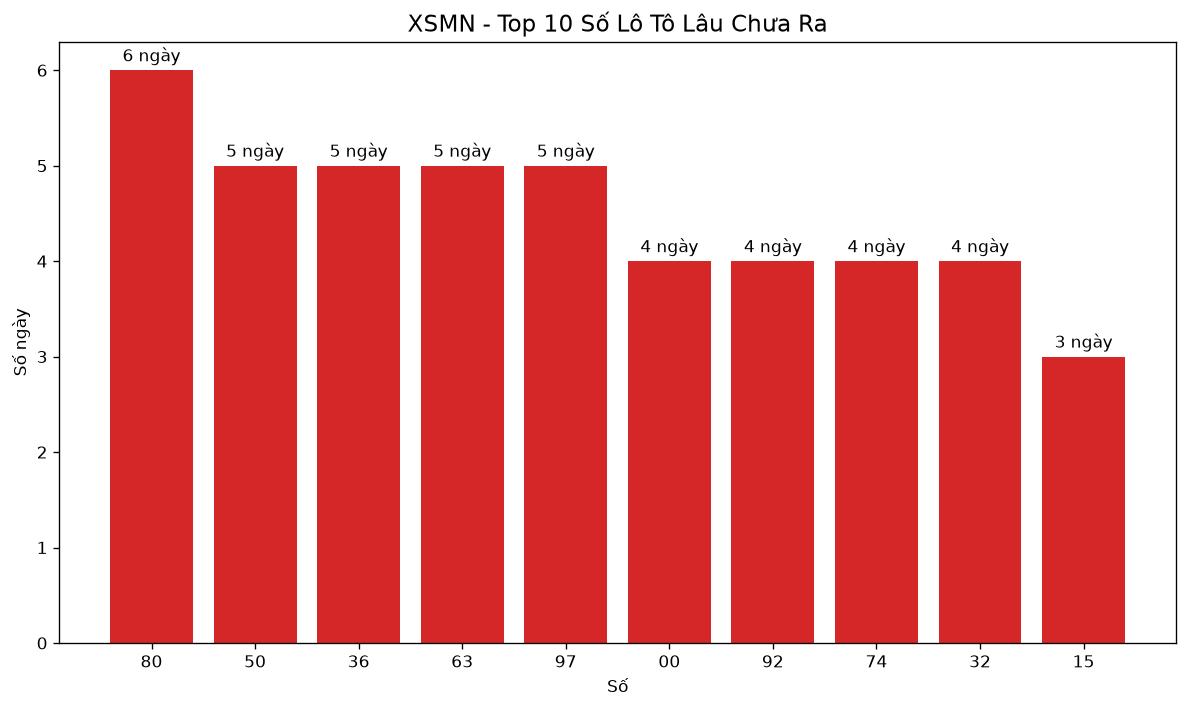 XSMN - Top 10 Số Lô Tô Lâu Chưa Ra
6 ngày
5 ngày
5 ngày
5 ngày
5 ngày
4 ngày
4 ngày
4 ngày
4 ngày
3 ngày
Số ngày
6
5
4
3
2
1
0
80 50 36 63 97 00 92 74 32 15
Số